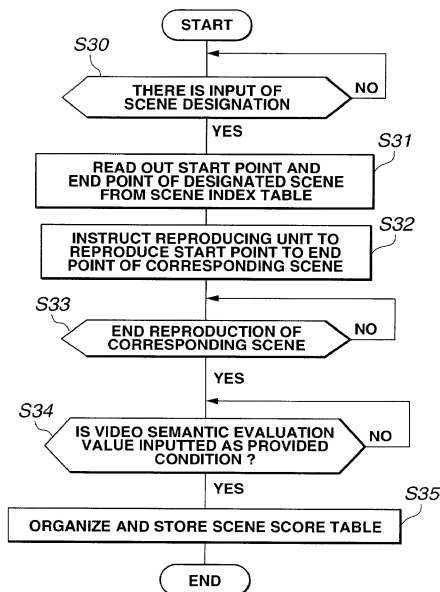 START
S30
THERE IS INPUT OF
SCENE DESIGNATION
NO
YES
S31
READ OUT START POINT AND
END POINT OF DESIGNATED SCENE
FROM SCENE INDEX TABLE
S32
INSTRUCT REPRODUCING UNIT TO
REPRODUCE START POINT TO END
POINT OF CORRESPONDING SCENE
S33
END REPRODUCTION OF
CORRESPONDING SCENE
NO
YES
S34
IS VIDEO SEMANTIC EVALUATION
VALUE INPUTTED AS PROVIDED
CONDITION ?
NO
YES
S35
ORGANIZE AND STORE SCENE SCORE TABLE
END